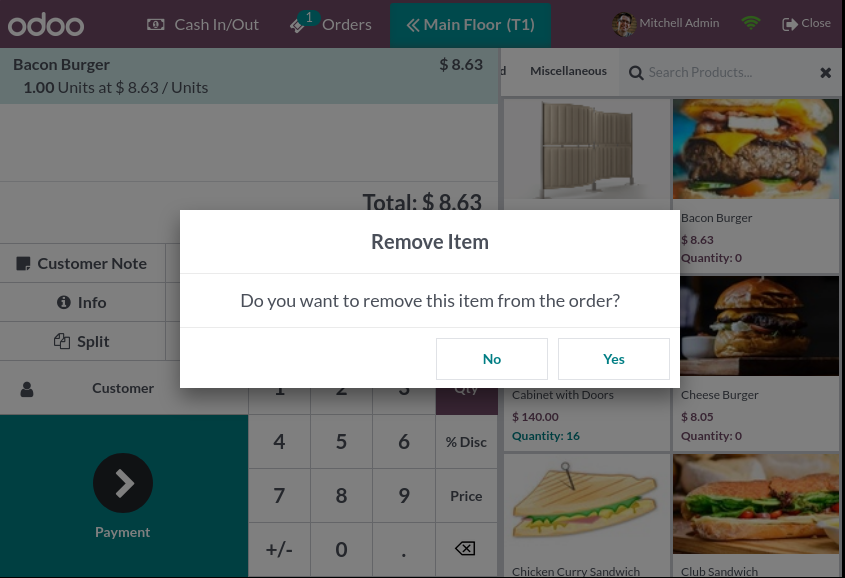 odoo
Cash In/Out
1
Orders
Main Floor (T1)
Mitchell Admin
Close
Bacon Burger
$ 8.63
1.00 Units at $ 8.63 / Units
d
Miscellaneous
Search Products...
Total: $ 8.63
Bacon Burger
$ 8.63
Quantity: 0
Customer Note
Info
Split
Customer
Remove Item
Do you want to remove this item from the order?
No
Yes
1
2
3
Qty
Cabinet with Doors
$ 140.00
Quantity: 16
Cheese Burger
$ 8.05
Quantity: 0
4
5
6
% Disc
7
8
9
Price
Payment
+/-
0
.
Chicken Curry Sandwich
Club Sandwich